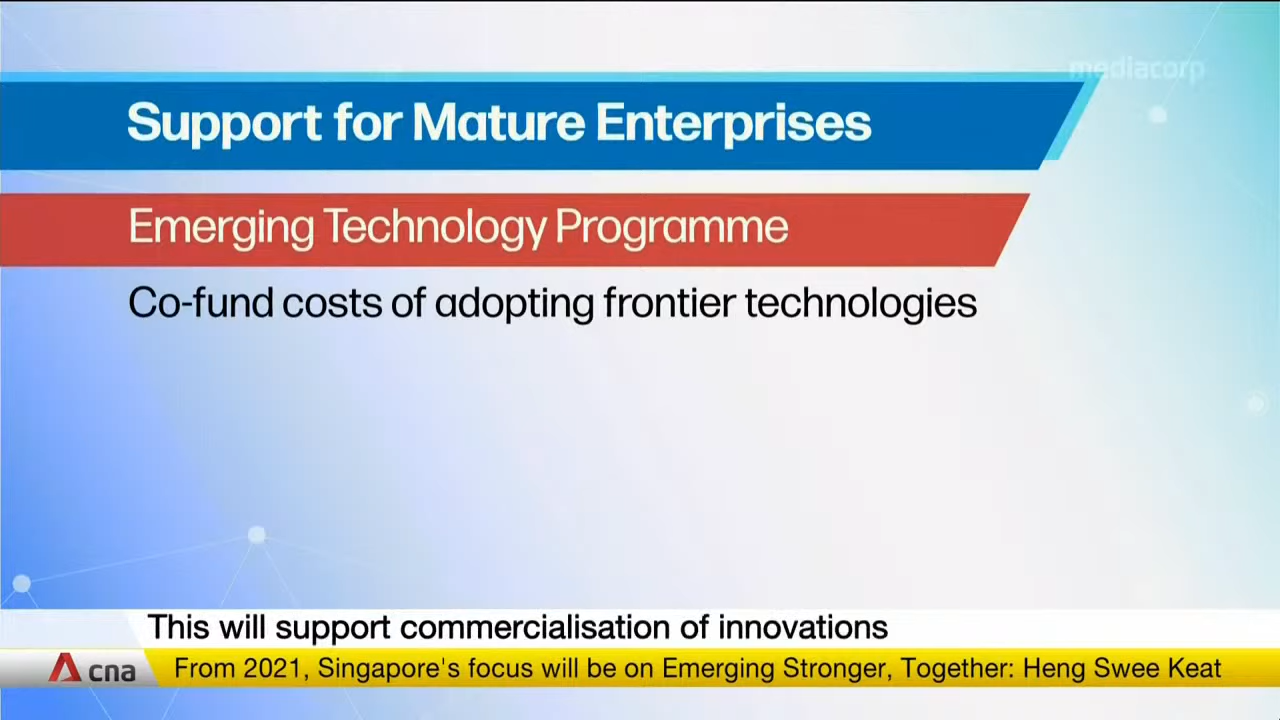 mediacorp
Support for Mature Enterprises
Emerging Technology Programme
Co-fund costs of adopting frontier technologies
This will support commercialisation of innovations
cna
From 2021, Singapore's focus will be on Emerging Stronger, Together: Heng Swee Keat